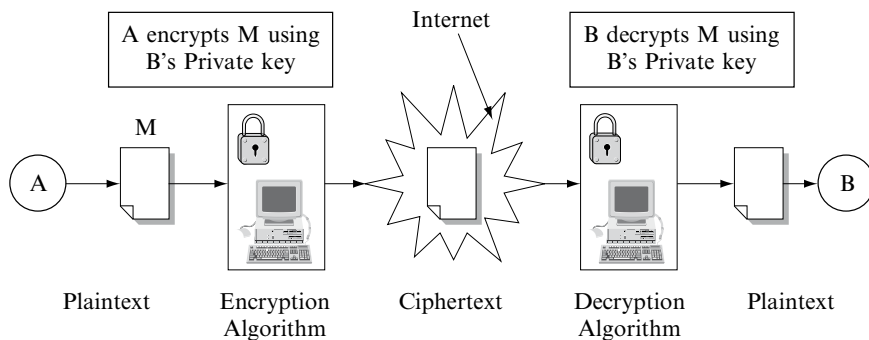 Internet
A encrypts M using
B's Private key
B decrypts M using
B's Private key
M
A
B
Plaintext
Encryption
Algorithm
Ciphertext
Decryption
Algorithm
Plaintext